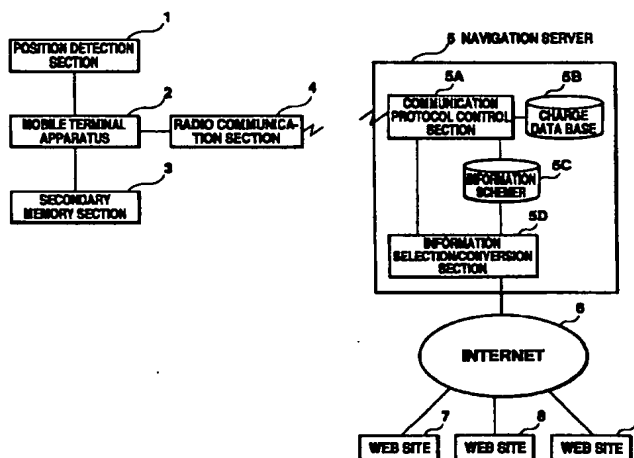 1
POSITION DETECTION
SECTION
2
MOBILE TERMINAL
APPARATUS
4
RADIO COMMUNICA-
TION SECTION
3
SECONDARY
MEMORY SECTION
5 NAVIGATION SERVER
5A
COMMUNICATION
PROTOCOL CONTROL
SECTION
5B
CHARGE
DATA BASE
5C
INFORMATION
SCHEMER
5D
INFORMATION
SELECTION/CONVERSION
SECTION
6
INTERNET
7
WEB SITE
8
WEB SITE
WEB SITE